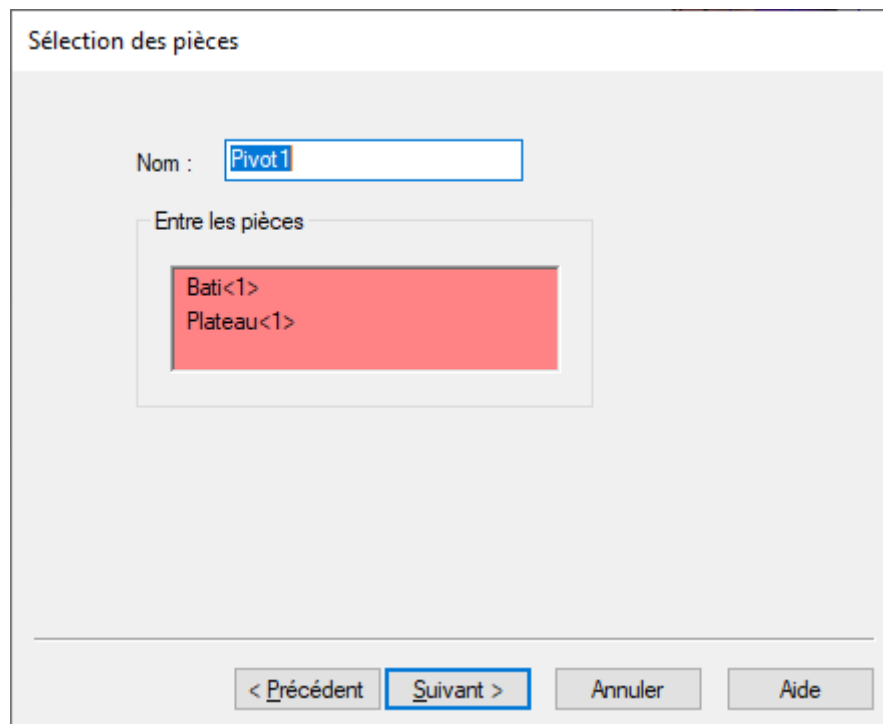 Sélection des pièces
Nom : Pivot1
Entre les pièces
Bati<1>
Plateau<1>
< Précédent Suivant > Annuler Aide